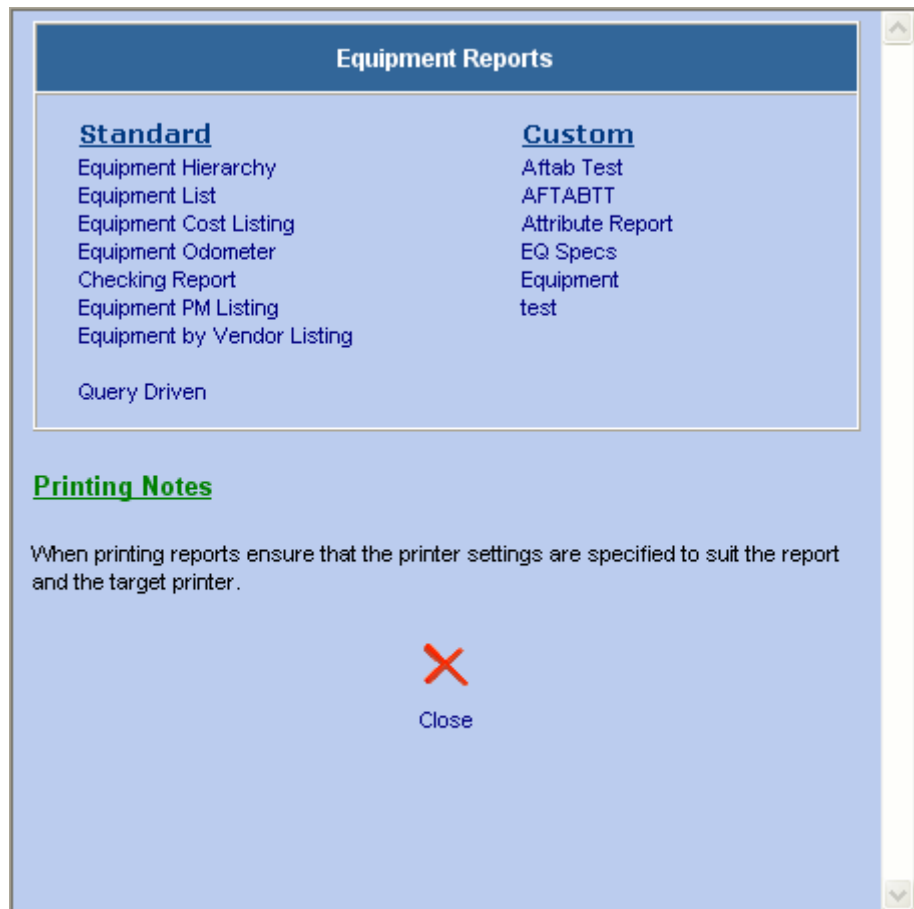 Equipment Reports
Standard
Equipment Hierarchy
Equipment List
Equipment Cost Listing
Equipment Odometer
Checking Report
Equipment PM Listing
Equipment by Vendor Listing
Query Driven
Custom
Aftab Test
AFTABTT
Attribute Report
EQ Specs
Equipment
test
Printing Notes
When printing reports ensure that the printer settings are specified to suit the report
and the target printer.
Close